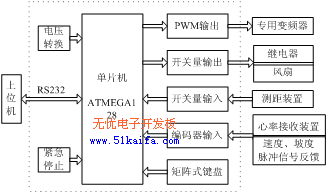 电压
转换
上
位
机
RS232
紧急
停止
单片机
ATMEGA1
28
PWM输出
开关量输出
开关量输入
编码器输入
矩阵式键盘
专用变频器
继电器
风扇
测距装置
心率接收装置
速度、坡度
脉冲信号反馈
无忧电子开发板
www.51kaifa.com